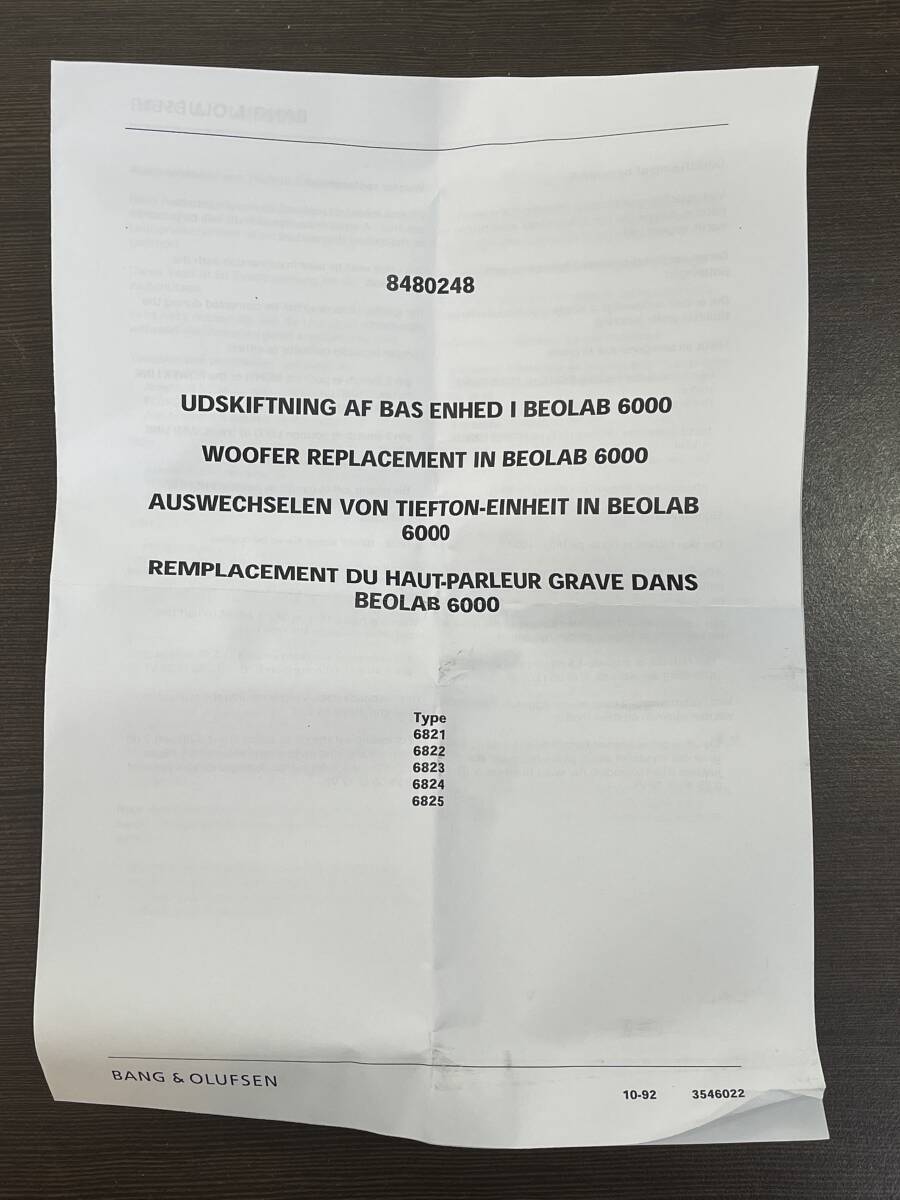 8480248
UDSKIFTNING AF BAS ENHED I BEOLAB 6000
WOOFER REPLACEMENT IN BEOLAB 6000
AUSWECHSELEN VON TIEFTON-EINHEIT IN BEOLAB
6000
REMPLACEMENT DU HAUT-PARLEUR GRAVE DANS
BEOLAB 6000
Type
6821
6822
6823
6824
6825
BANG & OLUFSEN
10-92 3546022